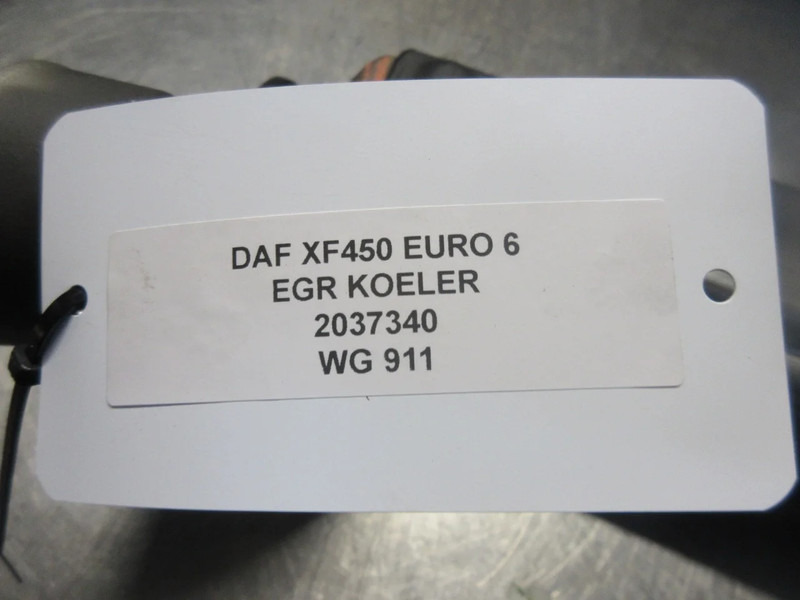 DAF XF450 EURO 6
EGR KOELER
2037340
WG 911